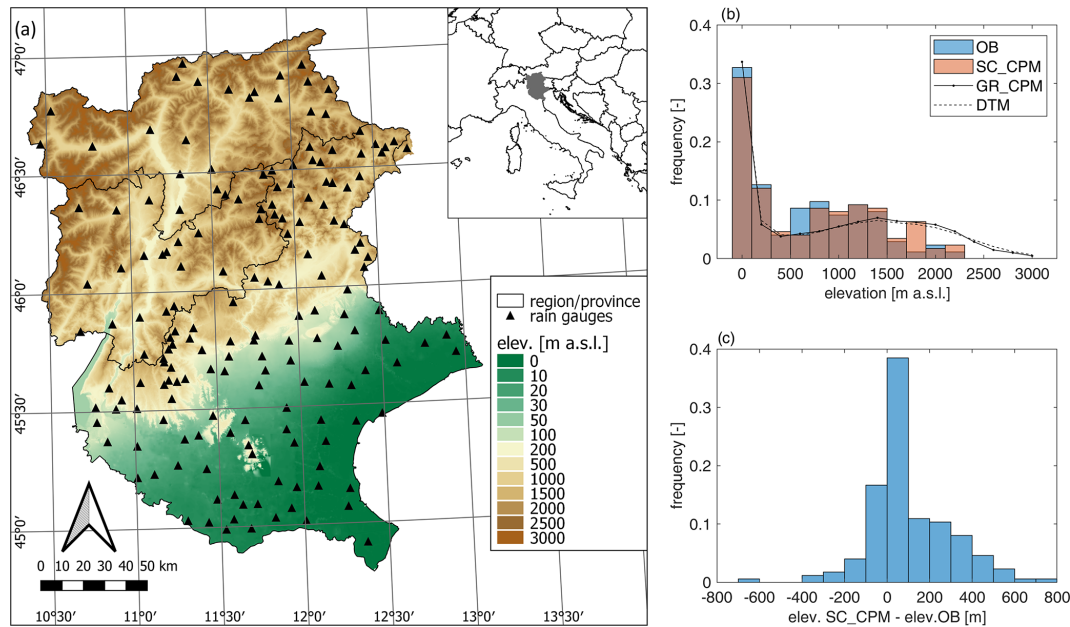 (a)
47°0'
46°30'
46°0'
45°30'
45°0'
10°30'
11°0'
11°30'
12°0'
12°30'
13°0'
13°30'
0 10 20 30 40 50 km
region/province
rain gauges
elev. [m a.s.l.]
0
10
20
30
50
100
200
500
1000
1500
2000
2500
3000
(b)
0.4
0.3
0.2
0.1
0
frequency [-]
OB
SC_CPM
GR_CPM
DTM
0 500 1000 1500 2000 2500 3000
elevation [m a.s.l.]
(c)
0.4
0.3
0.2
0.1
0
frequency [-]
-800 -600 -400 -200 0 200 400 600 800
elev. SC_CPM - elev.OB [m]